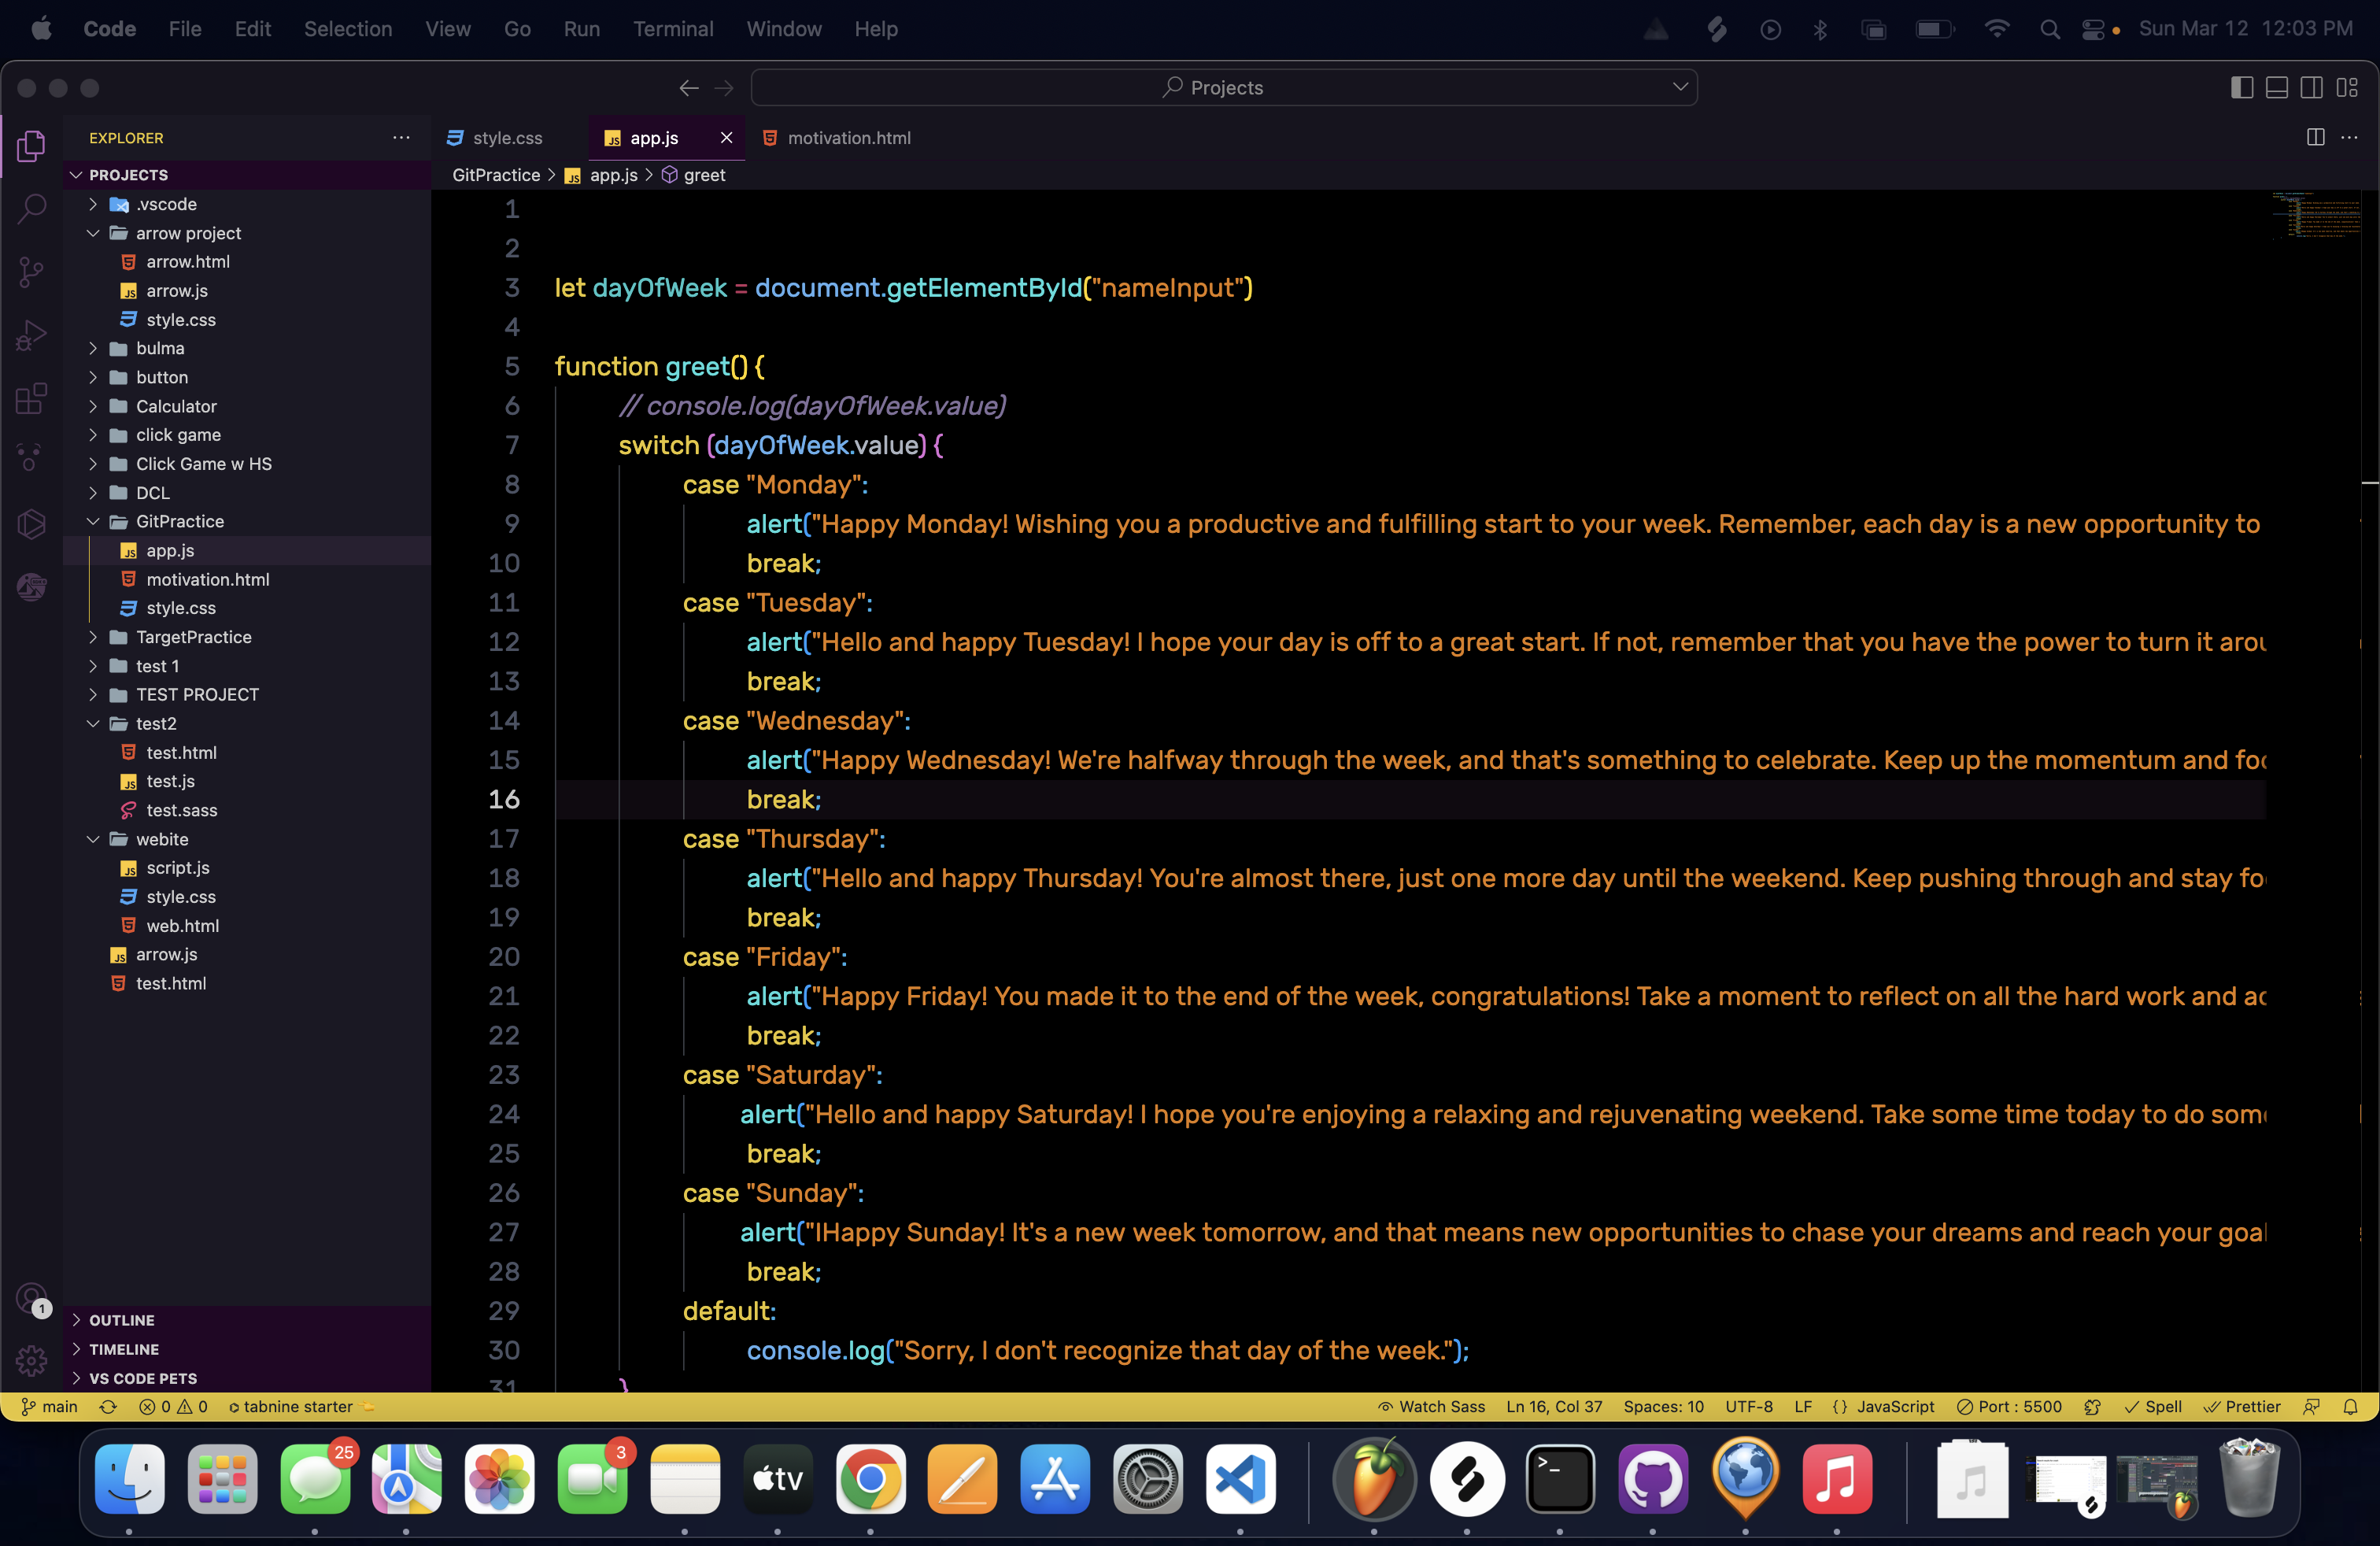 Code File Edit Selection View Go Run Terminal Window Help Sun Mar 12 12:03 PM
Projects
EXPLORER
style.css app.js motivation.html
PROJECTS
GitPractice > app.js > greet
.vscode
arrow project
arrow.html
arrow.js
style.css
bulma
button
Calculator
click game
Click Game w HS
DCL
GitPractice
app.js
motivation.html
style.css
TargetPractice
test 1
TEST PROJECT
test2
test.html
test.js
test.sass
webite
script.js
style.css
web.html
arrow.js
test.html
OUTLINE
TIMELINE
VS CODE PETS
1
1
2
3 let dayOfWeek = document.getElementById("nameInput")
4
5 function greet() {
6 // console.log(dayOfWeek.value)
7 switch (dayOfWeek.value) {
8 case "Monday":
9 alert("Happy Monday! Wishing you a productive and fulfilling start to your week. Remember, each day is a new opportunity to
10 break;
11 case "Tuesday":
12 alert("Hello and happy Tuesday! I hope your day is off to a great start. If not, remember that you have the power to turn it arou
13 break;
14 case "Wednesday":
15 alert("Happy Wednesday! We're halfway through the week, and that's something to celebrate. Keep up the momentum and foc
16 break;
17 case "Thursday":
18 alert("Hello and happy Thursday! You're almost there, just one more day until the weekend. Keep pushing through and stay foc
19 break;
20 case "Friday":
21 alert("Happy Friday! You made it to the end of the week, congratulations! Take a moment to reflect on all the hard work and ac
22 break;
23 case "Saturday":
24 alert("Hello and happy Saturday! I hope you're enjoying a relaxing and rejuvenating weekend. Take some time today to do som
25 break;
26 case "Sunday":
27 alert("IHappy Sunday! It's a new week tomorrow, and that means new opportunities to chase your dreams and reach your goal
28 break;
29 default:
30 console.log("Sorry, I don't recognize that day of the week.");
31 }
main 0 0 tabnine starter Watch Sass Ln 16, Col 37 Spaces: 10 UTF-8 LF {} JavaScript Port : 5500 Spell Prettier
25 3
tv